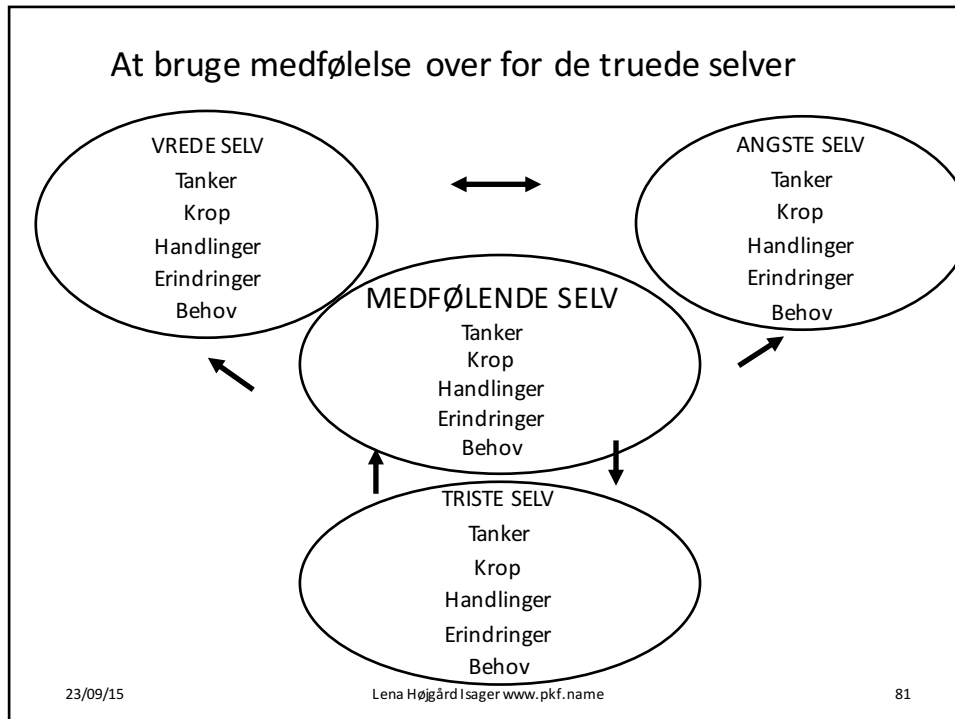 At bruge medfølelse over for de truede selver
VREDE SELV
Tanker
Krop
Handlinger
Erindringer
Behov
ANGSTE SELV
Tanker
Krop
Handlinger
Erindringer
Behov
MEDFØLENDE SELV
Tanker
Krop
Handlinger
Erindringer
Behov
TRISTE SELV
Tanker
Krop
Handlinger
Erindringer
Behov
23/09/15
Lena Højgård Isager www.pkf.name
81